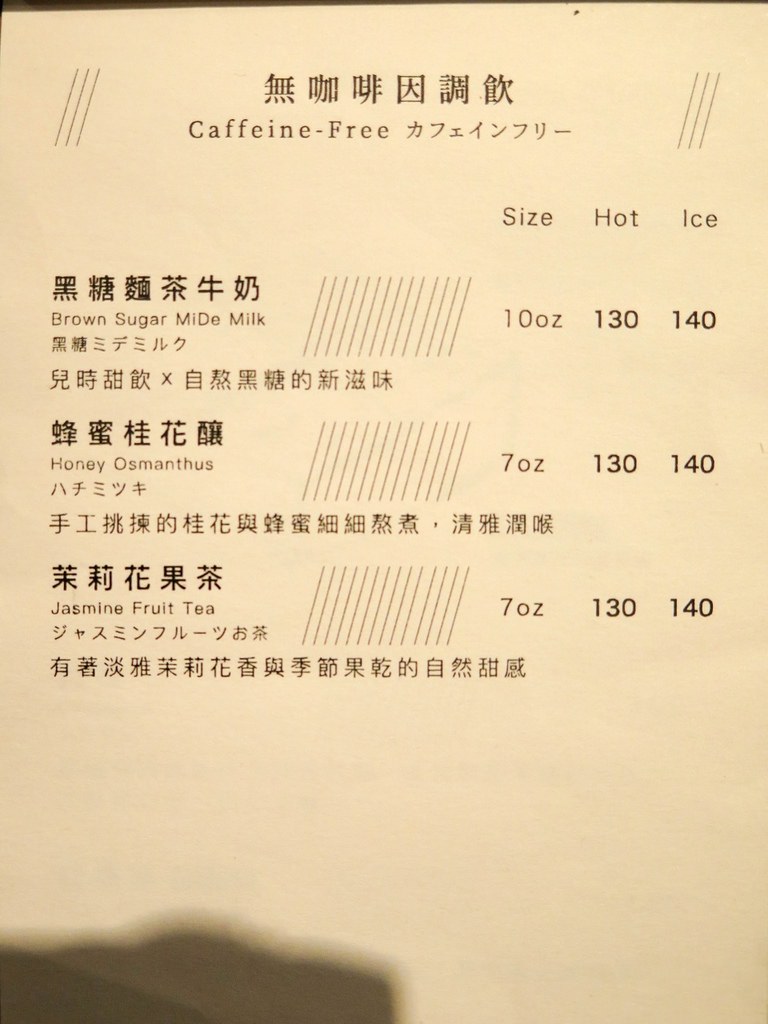 無咖啡因調飲
Caffeine-Free カフェインフリー
Size Hot Ice
黑糖麵茶牛奶
Brown Sugar MiDe Milk
黑糖ミデミルク
10oz 130 140
兒時甜飲 x 自熬黑糖的新滋味
蜂蜜桂花釀
Honey Osmanthus
ハチミツキ
7oz 130 140
手工挑揀的桂花與蜂蜜細細熬煮，清雅潤喉
茉莉花果茶
Jasmine Fruit Tea
ジャスミンフルーツお茶
7oz 130 140
有著淡雅茉莉花香與季節果乾的自然甜感